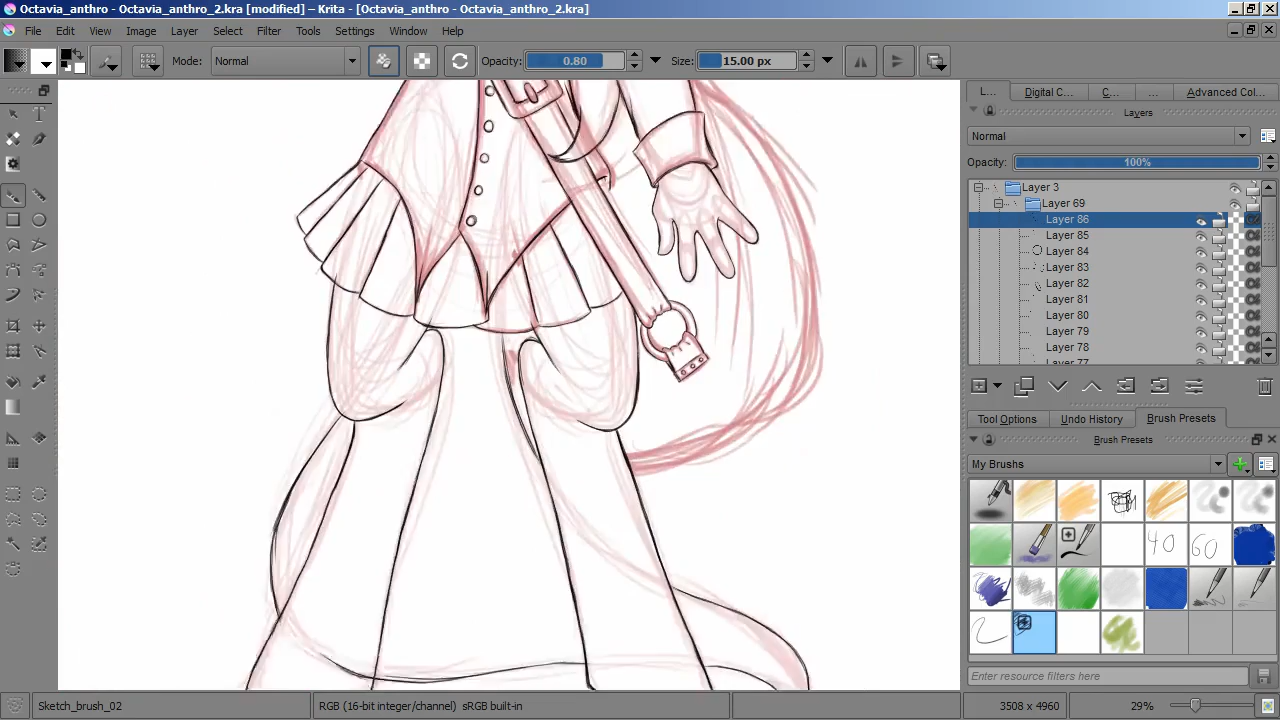 Octavia_anthro - Octavia_anthro_2.kra [modified] – Krita - [Octavia_anthro - Octavia_anthro_2.kra]
File Edit View Image Layer Select Filter Tools Settings Window Help
Mode: Normal Opacity: 0.80 Size: 15.00 px
L... Digital C... C... ... Advanced Col...
Layers
Normal
Opacity: 100%
Layer 3
Layer 69
Layer 86
Layer 85
Layer 84
Layer 83
Layer 82
Layer 81
Layer 80
Layer 79
Layer 78
Layer 77
Tool Options Undo History Brush Presets
Brush Presets
My Brushes
40 60
Enter resource filters here
Sketch_brush_02 RGB (16-bit integer/channel) sRGB built-in 3508 x 4960 29%